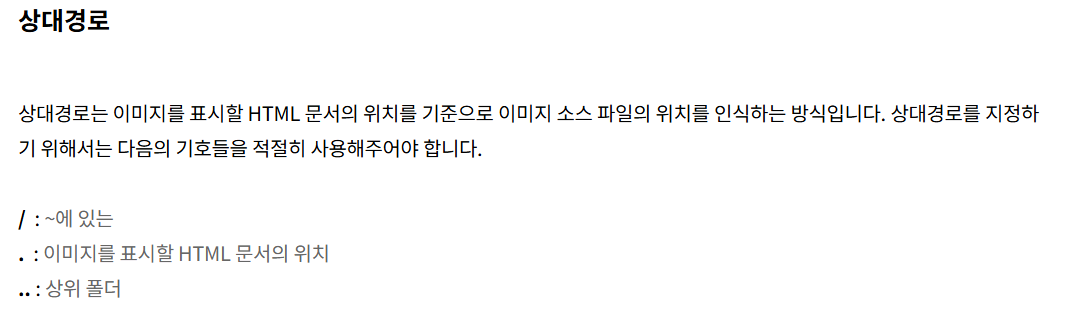 상대경로
상대경로는 이미지를 표시할 HTML 문서의 위치를 기준으로 이미지 소스 파일의 위치를 인식하는 방식입니다. 상대경로를 지정하
기 위해서는 다음의 기호들을 적절히 사용해주어야 합니다.
/ : ~에 있는
. : 이미지를 표시할 HTML 문서의 위치
.. : 상위 폴더